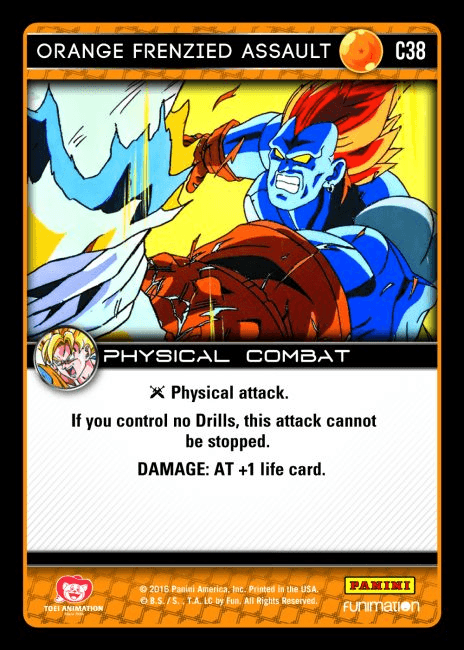 ORANGE FRENZIED ASSAULT C38
PHYSICAL COMBAT
Physical attack.
If you control no Drills, this attack cannot
be stopped.
DAMAGE: AT +1 life card.
TOEI ANIMATION
© 2016 Panini America, Inc. Printed in the USA.
© B.S. / S. , T.A. LC by Fun. All Rights Reserved.
PANINI
FUNIMATION